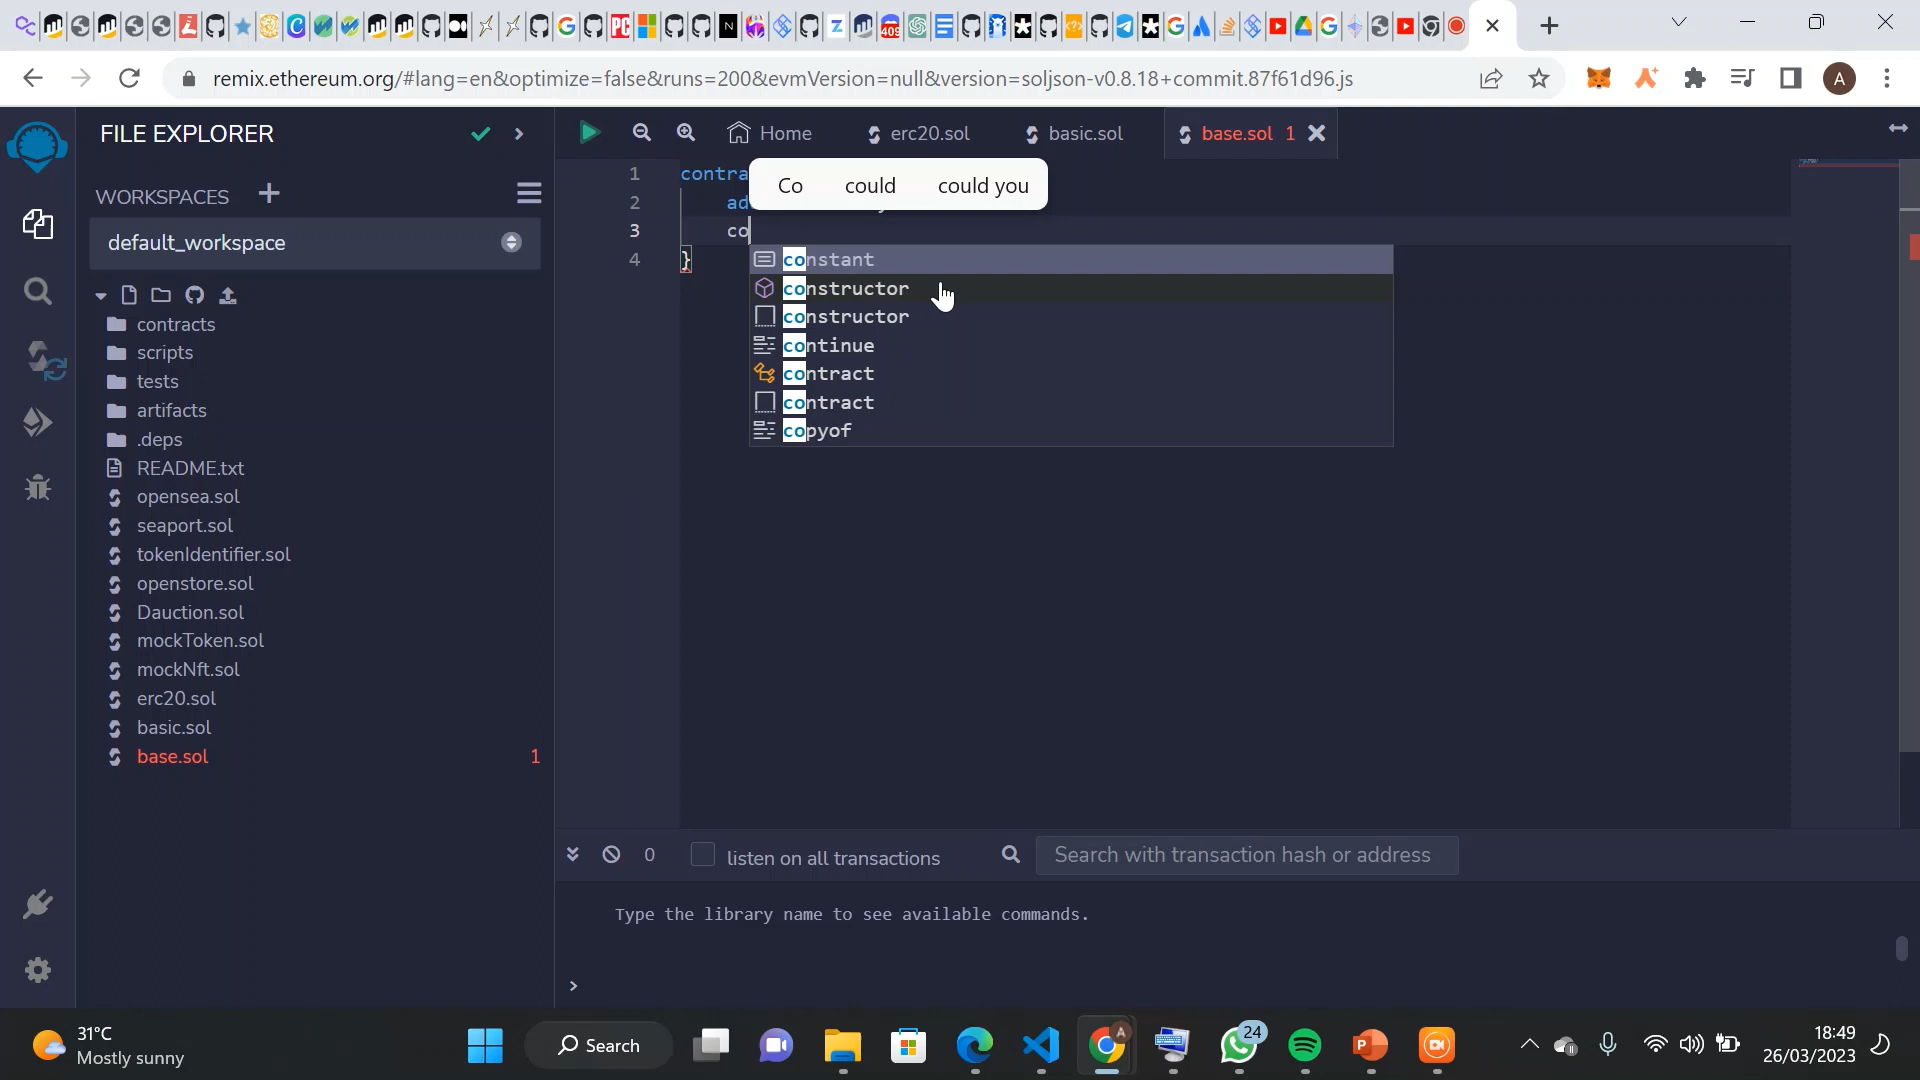 remix.ethereum.org/#lang=en&optimize=false&runs=200&evmVersion=null&version=soljson-v0.8.18+commit.87f61d96.js
A
FILE EXPLORER
Home
erc20.sol
basic.sol
base.sol 1
WORKSPACES
default_workspace
contracts
scripts
tests
artifacts
.deps
README.txt
opensea.sol
seaport.sol
tokenIdentifier.sol
openstore.sol
Dauction.sol
mockToken.sol
mockNft.sol
erc20.sol
basic.sol
base.sol 1
1 contra
2 ad
3 co
4 }
Co could could you
constant
constructor
constructor
continue
contract
contract
copyof
0 listen on all transactions
Search with transaction hash or address
Type the library name to see available commands.
>
31°C
Mostly sunny
Search
24
18:49
26/03/2023